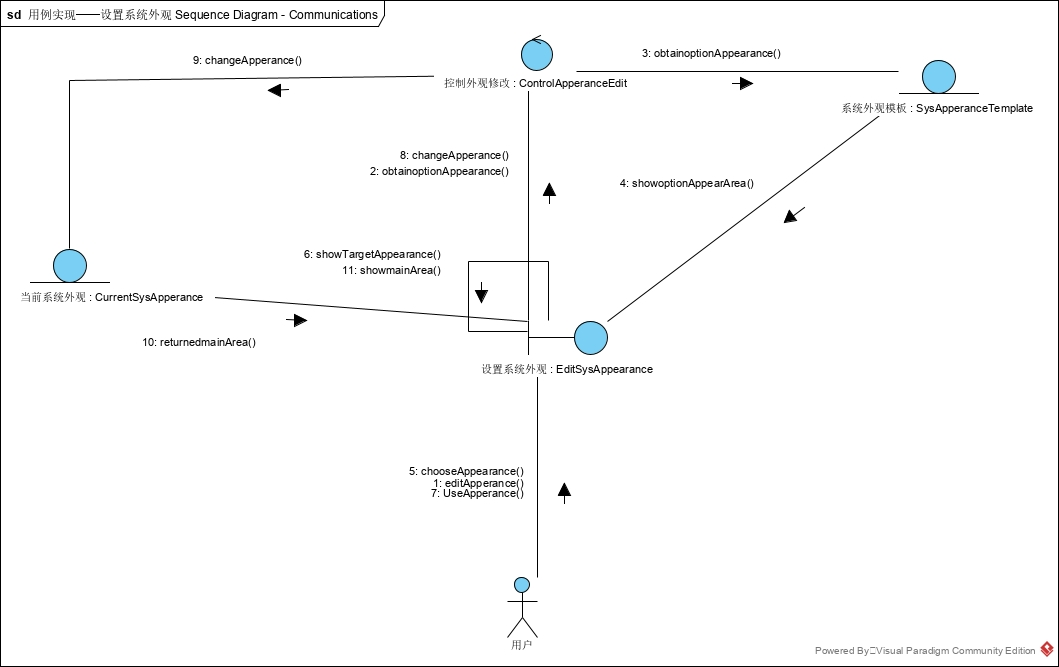 sd 用例实现——设置系统外观 Sequence Diagram - Communications
9: changeApperance()
3: obtainoptionAppearance()
控制外观修改 : ControlApperanceEdit
系统外观模板 : SysApperanceTemplate
8: changeApperance()
2: obtainoptionAppearance()
4: showoptionAppearArea()
6: showTargetAppearance()
11: showmainArea()
当前系统外观 : CurrentSysApperance
10: returnedmainArea()
设置系统外观 : EditSysAppearance
5: chooseAppearance()
1: editApperance()
7: UseApperance()
用户
Powered By Visual Paradigm Community Edition